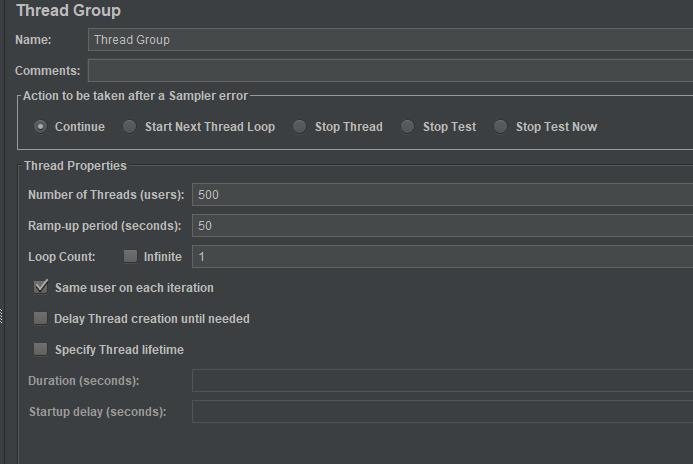 Thread Group
Name: Thread Group
Comments:
Action to be taken after a Sampler error
Continue Start Next Thread Loop Stop Thread Stop Test Stop Test Now
Thread Properties
Number of Threads (users): 500
Ramp-up period (seconds): 50
Loop Count: Infinite 1
Same user on each iteration
Delay Thread creation until needed
Specify Thread lifetime
Duration (seconds):
Startup delay (seconds):